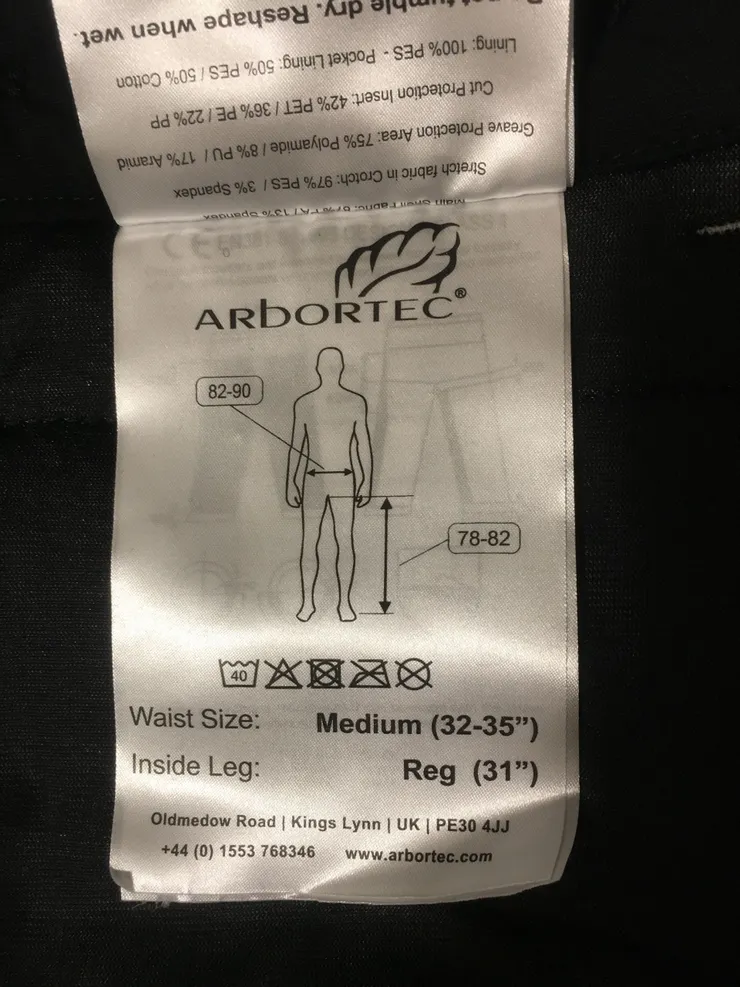 not tumble dry. Reshape when wet.
Lining: 100% PES - Pocket Lining: 50% PES / 50% Cotton
Cut Protection Insert: 42% PET / 36% PE / 22% PP
Greave Protection Area: 75% Polyamide / 8% PU / 17% Aramid
Stretch fabric in Crotch: 97% PES / 3% Spandex
ARBORTEC®
82-90
78-82
40
Waist Size: Medium (32-35”)
Inside Leg: Reg (31”)
Oldmedow Road | Kings Lynn | UK | PE30 4JJ
+44 (0) 1553 768346 www.arbortec.com